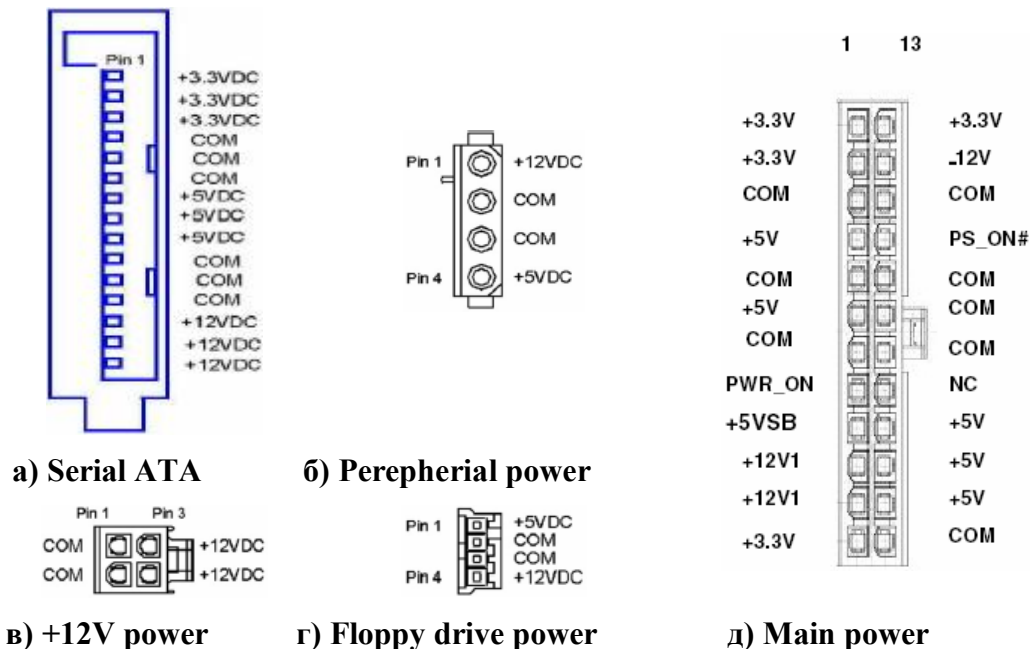 Pin 1
+3.3VDC
+3.3VDC
+3.3VDC
COM
COM
COM
+5VDC
+5VDC
+5VDC
COM
COM
COM
+12VDC
+12VDC
+12VDC
а) Serial ATA
Pin 1 +12VDC
COM
COM
Pin 4 +5VDC
б) Perepherial power
Pin 1 Pin 3
COM +12VDC
COM +12VDC
в) +12V power
Pin 1 +5VDC
COM
COM
Pin 4 +12VDC
г) Floppy drive power
1 13
+3.3V +3.3V
+3.3V -12V
COM COM
+5V PS_ON#
COM COM
+5V COM
COM COM
PWR_ON NC
+5VSB +5V
+12V1 +5V
+12V1 +5V
+3.3V COM
д) Main power